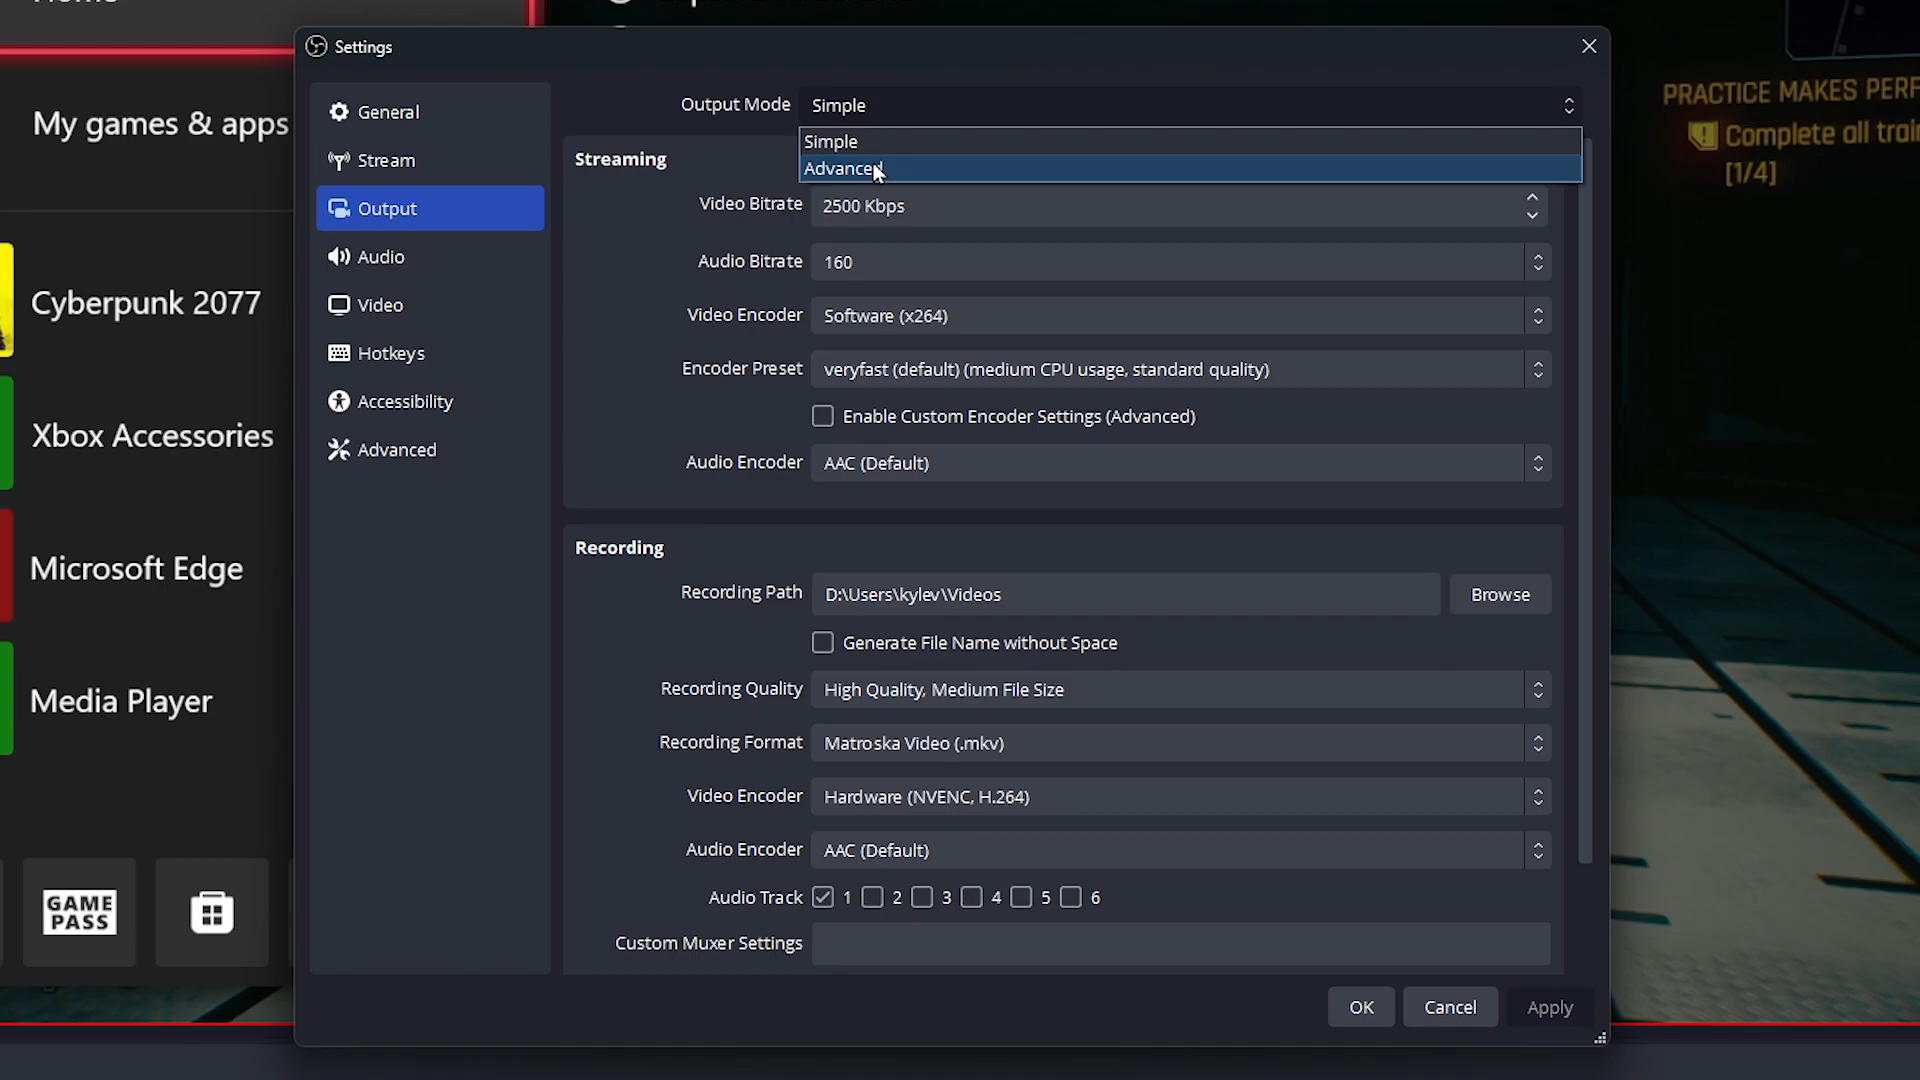 Settings
My games & apps
Cyberpunk 2077
Xbox Accessories
Microsoft Edge
Media Player
GAME
PASS
General
Stream
Output
Audio
Video
Hotkeys
Accessibility
Advanced
Output Mode Simple
Simple
Advanced
Streaming
Video Bitrate 2500 Kbps
Audio Bitrate 160
Video Encoder Software (x264)
Encoder Preset veryfast (default) (medium CPU usage, standard quality)
Enable Custom Encoder Settings (Advanced)
Audio Encoder AAC (Default)
Recording
Recording Path D:\Users\kylev\Videos Browse
Generate File Name without Space
Recording Quality High Quality, Medium File Size
Recording Format Matroska Video (.mkv)
Video Encoder Hardware (NVENC, H.264)
Audio Encoder AAC (Default)
Audio Track 1 2 3 4 5 6
Custom Muxer Settings
OK Cancel Apply
PRACTICE MAKES PERF
Complete all train
[1/4]